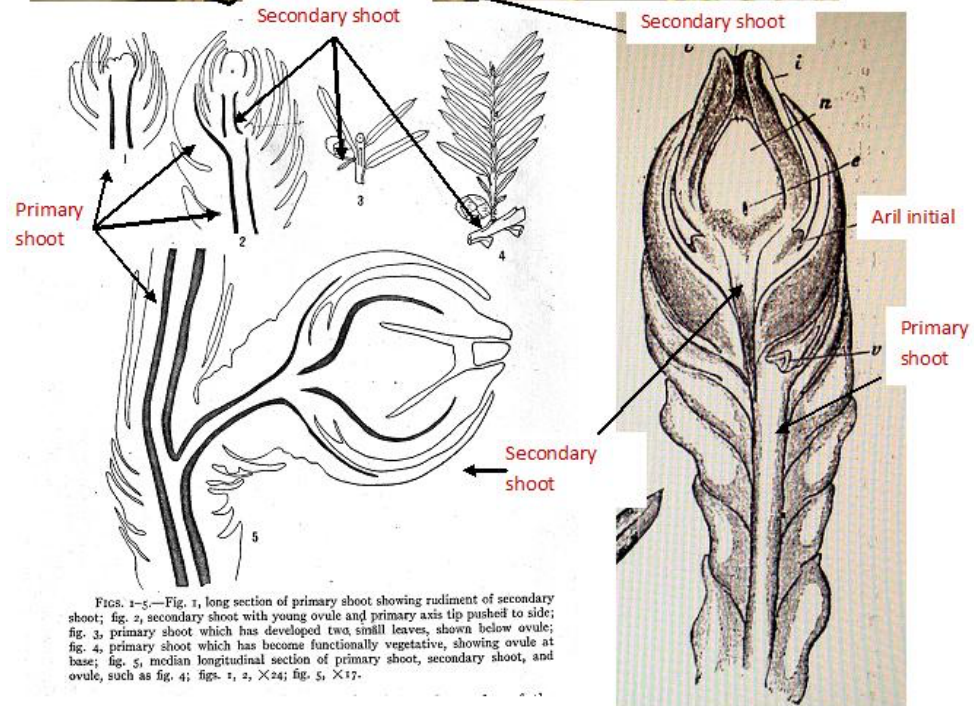 Secondary shoot
Secondary shoot
1
2
3
4
Primary
shoot
5
Secondary
shoot
i
n
e
Aril initial
Primary
shoot
v
FIGS. 1–5.—Fig. 1, long section of primary shoot showing rudiment of secondary
shoot; fig. 2, secondary shoot with young ovule and primary axis tip pushed to side;
fig. 3, primary shoot which has developed two, small leaves, shown below ovule;
fig. 4, primary shoot which has become functionally vegetative, showing ovule at
base; fig. 5, median longitudinal section of primary shoot, secondary shoot, and
ovule, such as fig. 4; figs. 1, 2, ×24; fig. 5, ×17.